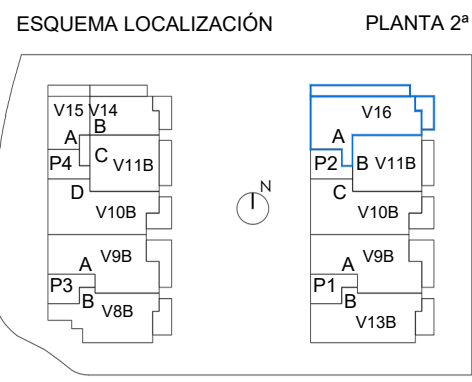 ESQUEMA LOCALIZACIÓN PLANTA 2ª
V15 V14 V16
B
A A
P4 C V11B P2 B V11B
D C
N
V10B V10B
V9B V9B
A A
P3 P1
B V8B B V13B